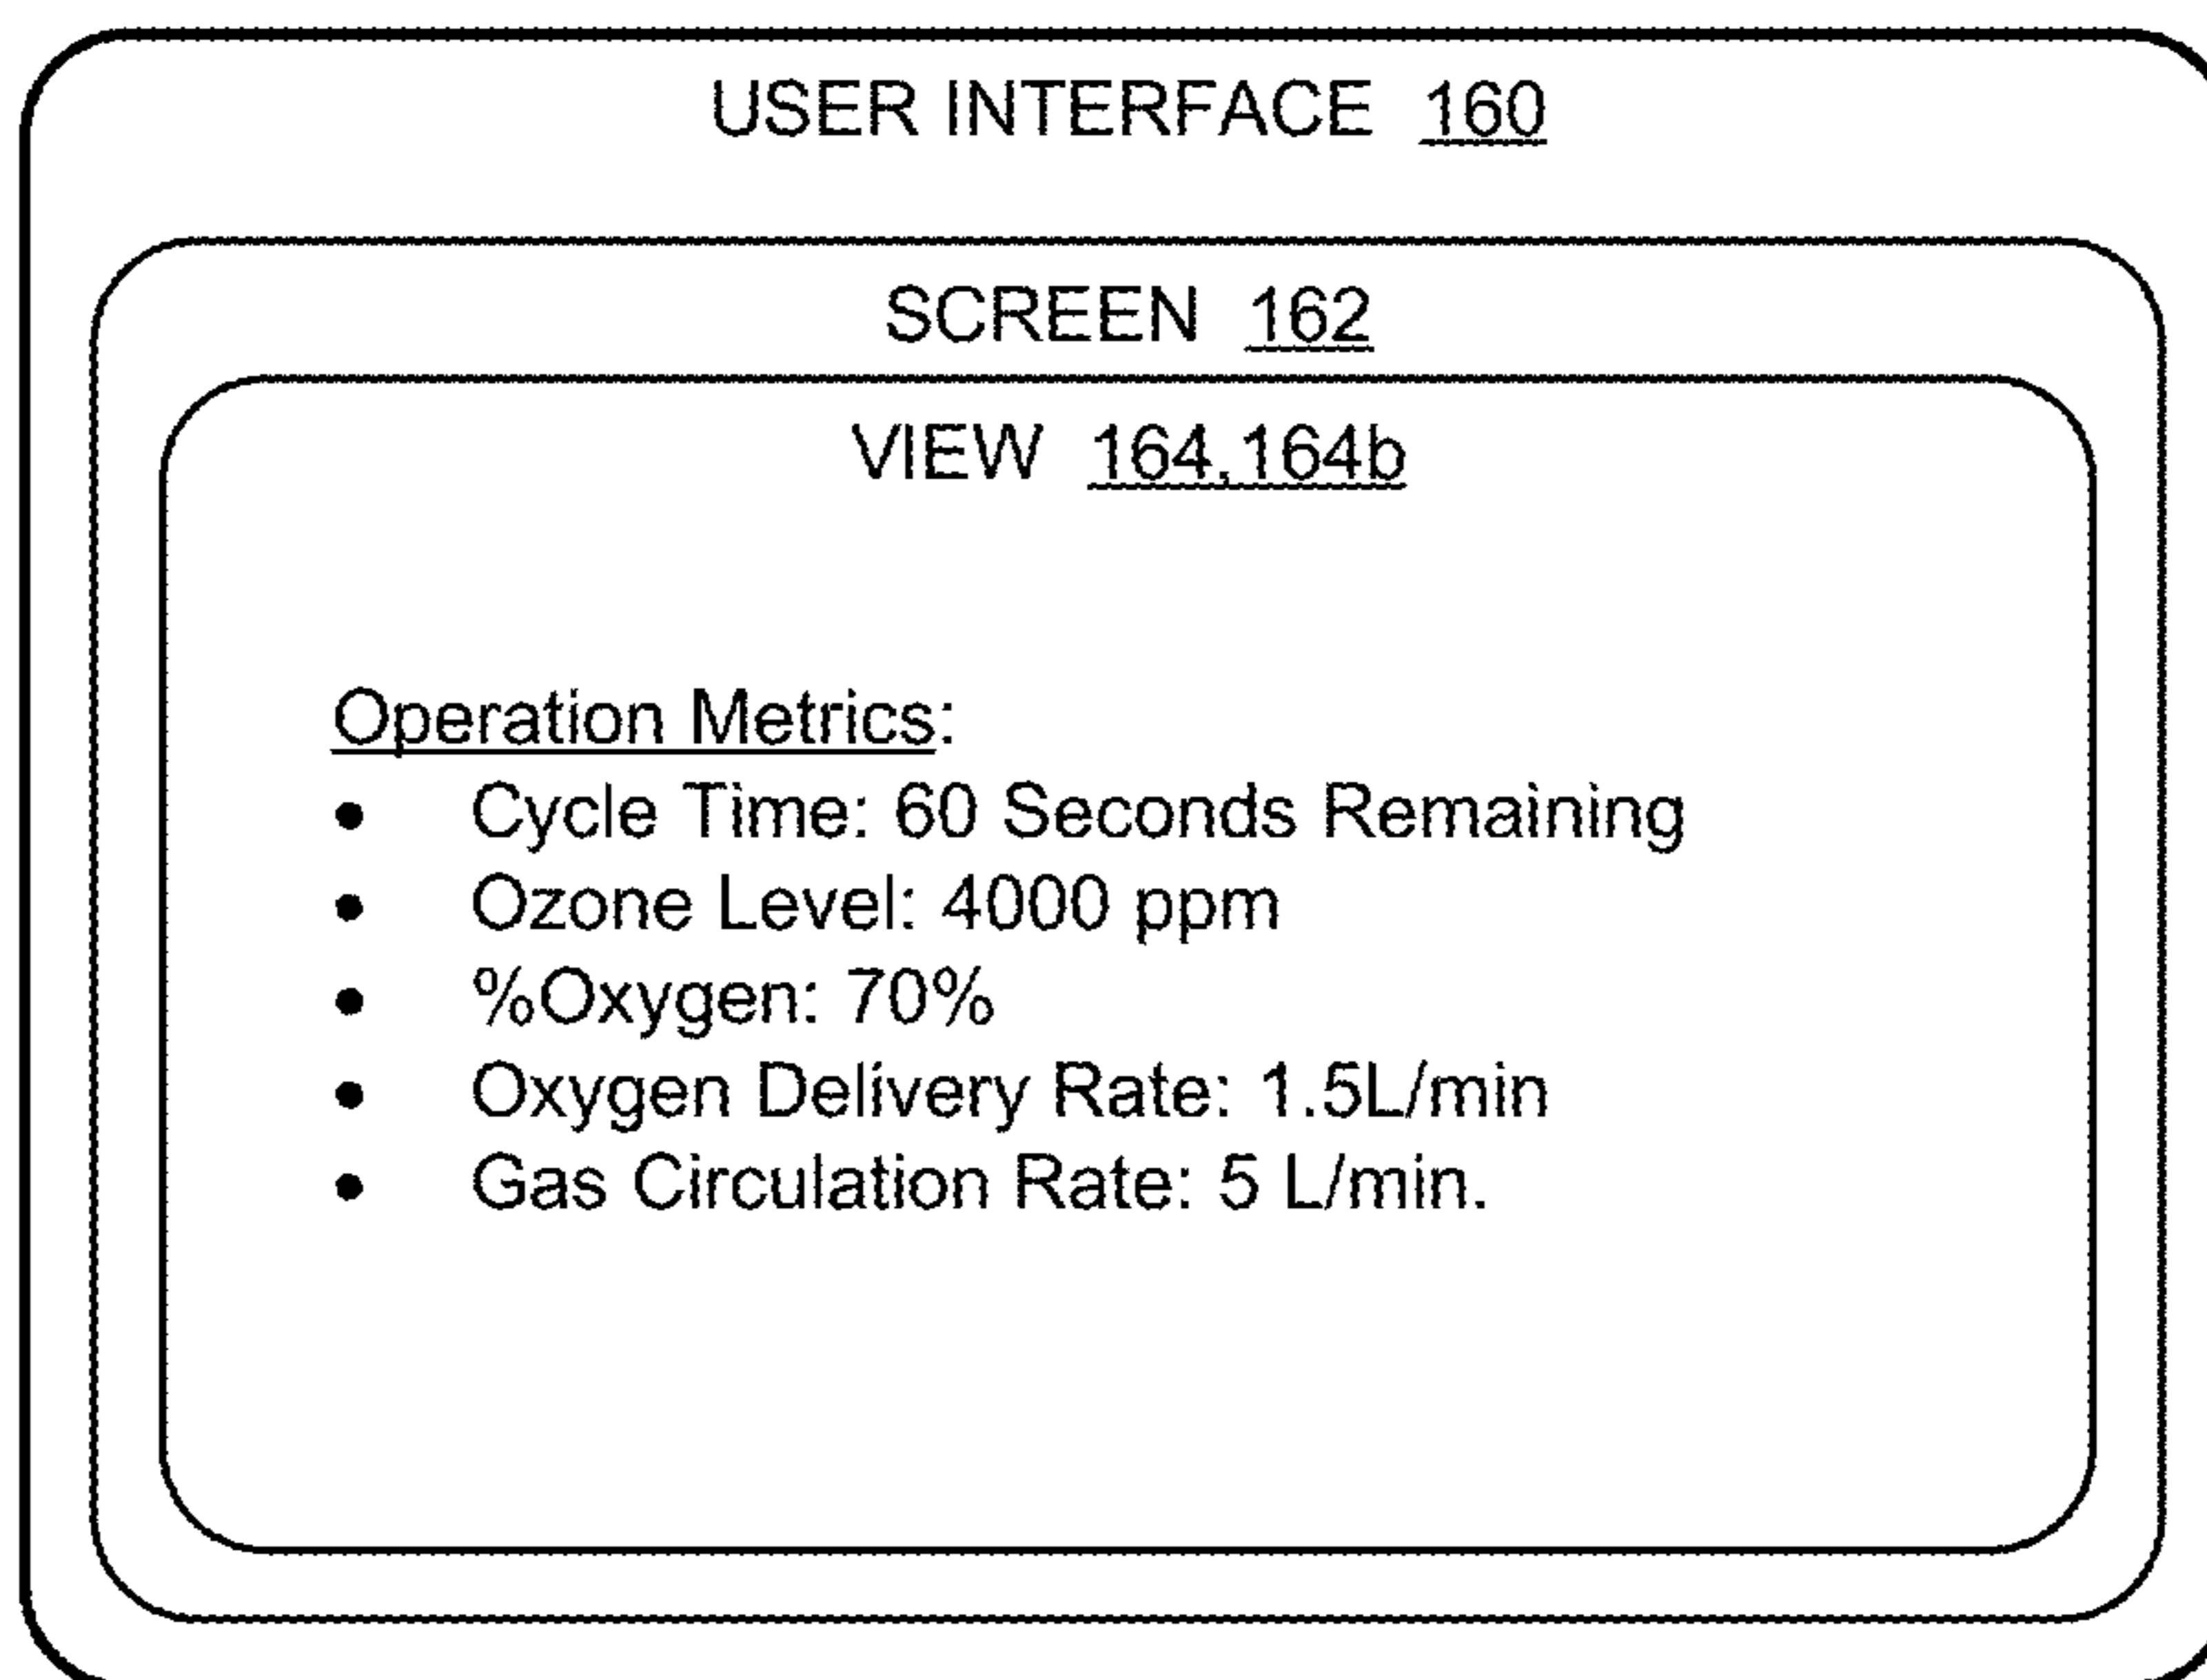 USER INTERFACE 160
SCREEN 162
VIEW 164,164b
Operation Metrics:
• Cycle Time: 60 Seconds Remaining
• Ozone Level: 4000 ppm
• %Oxygen: 70%
• Oxygen Delivery Rate: 1.5L/min
• Gas Circulation Rate: 5 L/min.